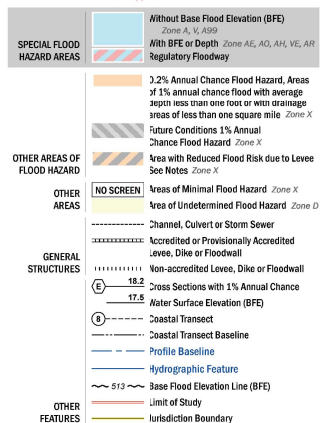 Without Base Flood Elevation (BFE)
Zone A, V, A99
SPECIAL FLOOD
HAZARD AREAS
With BFE or Depth Zone AE, AO, AH, VE, AR
Regulatory Floodway
0.2% Annual Chance Flood Hazard, Areas
of 1% annual chance flood with average
depth less than one foot or with drainage
areas of less than one square mile Zone X
Future Conditions 1% Annual
Chance Flood Hazard Zone X
OTHER AREAS OF
FLOOD HAZARD
Area with Reduced Flood Risk due to Levee
See Notes Zone X
OTHER
AREAS
NO SCREEN Areas of Minimal Flood Hazard Zone X
Area of Undetermined Flood Hazard Zone D
Channel, Culvert or Storm Sewer
Accredited or Provisionally Accredited
Levee, Dike or Floodwall
GENERAL
STRUCTURES
Non-accredited Levee, Dike or Floodwall
E 18.2 Cross Sections with 1% Annual Chance
17.5 Water Surface Elevation (BFE)
8 Coastal Transect
Coastal Transect Baseline
Profile Baseline
Hydrographic Feature
513 Base Flood Elevation Line (BFE)
OTHER
FEATURES
Limit of Study
Jurisdiction Boundary